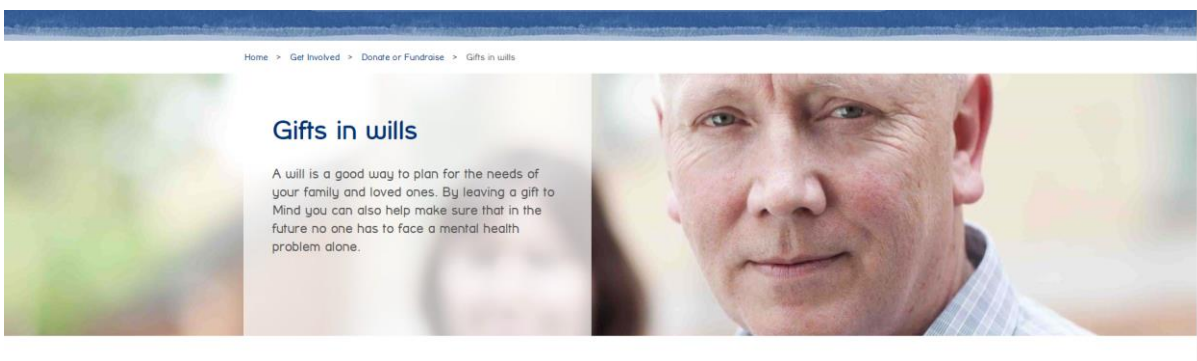 Home > Get Involved > Donate or Fundraise > Gifts in wills
Gifts in wills
A will is a good way to plan for the needs of
your family and loved ones. By leaving a gift to
Mind you can also help make sure that in the
future no one has to face a mental health
problem alone.